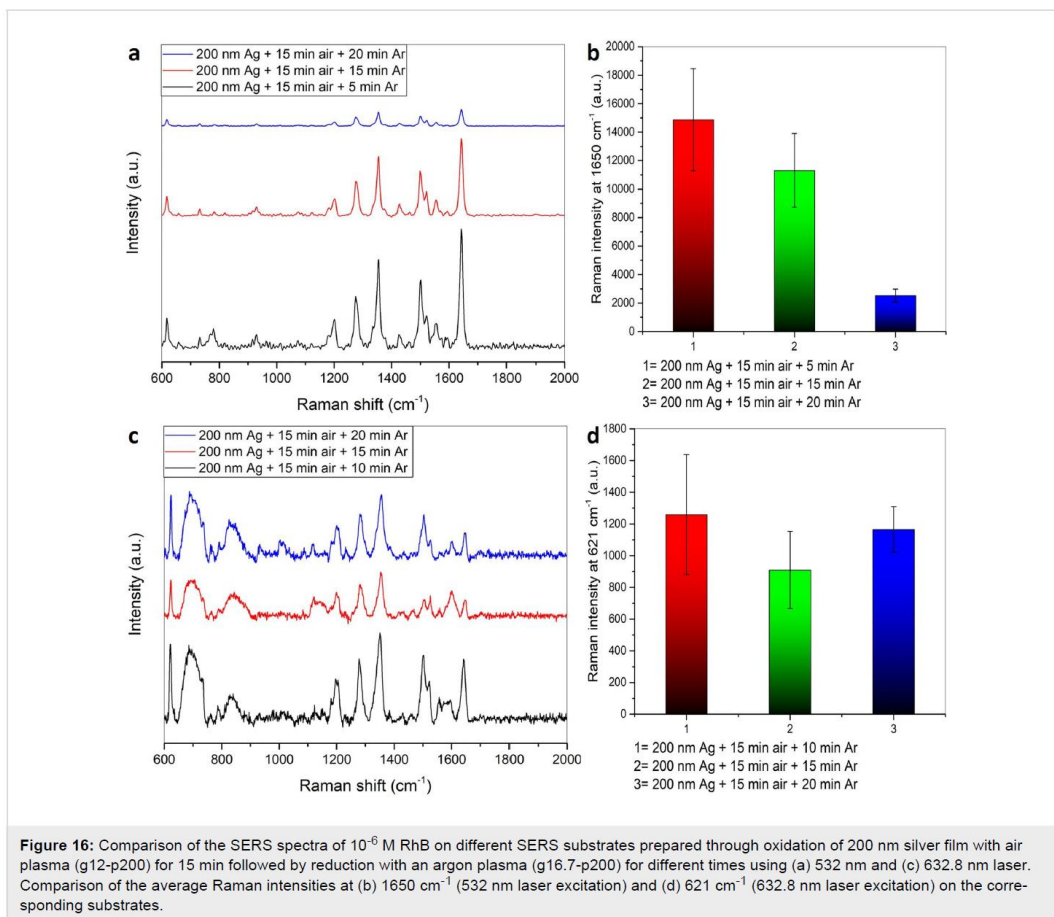 a
200 nm Ag + 15 min air + 20 min Ar
200 nm Ag + 15 min air + 15 min Ar
200 nm Ag + 15 min air + 5 min Ar
Intensity (a.u.)
600 800 1000 1200 1400 1600 1800 2000
Raman shift (cm⁻¹)
b
20000
18000
16000
14000
12000
10000
8000
6000
4000
2000
0
Raman intensity at 1650 cm⁻¹ (a.u.)
1 2 3
1= 200 nm Ag + 15 min air + 5 min Ar
2= 200 nm Ag + 15 min air + 15 min Ar
3= 200 nm Ag + 15 min air + 20 min Ar
c
200 nm Ag + 15 min air + 20 min Ar
200 nm Ag + 15 min air + 15 min Ar
200 nm Ag + 15 min air + 10 min Ar
Intensity (a.u.)
600 800 1000 1200 1400 1600 1800 2000
Raman shift (cm⁻¹)
d
1800
1600
1400
1200
1000
800
600
400
200
0
Raman intensity at 621 cm⁻¹ (a.u.)
1 2 3
1= 200 nm Ag + 15 min air + 10 min Ar
2= 200 nm Ag + 15 min air + 15 min Ar
3= 200 nm Ag + 15 min air + 20 min Ar
Figure 16: Comparison of the SERS spectra of 10⁻⁶ M RhB on different SERS substrates prepared through oxidation of 200 nm silver film with air
plasma (g12-p200) for 15 min followed by reduction with an argon plasma (g16.7-p200) for different times using (a) 532 nm and (c) 632.8 nm laser.
Comparison of the average Raman intensities at (b) 1650 cm⁻¹ (532 nm laser excitation) and (d) 621 cm⁻¹ (632.8 nm laser excitation) on the corre-
sponding substrates.